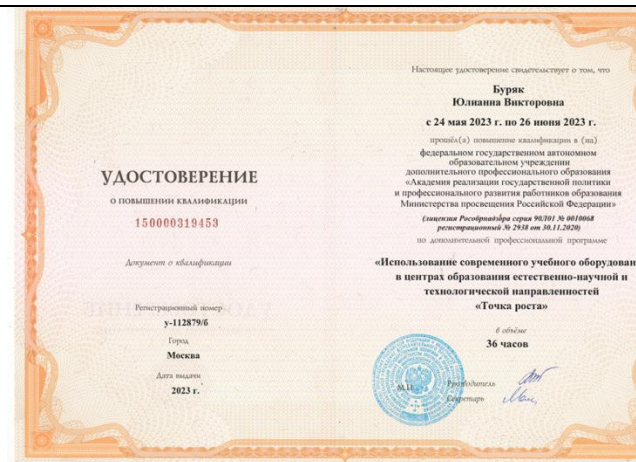 УДОСТОВЕРЕНИЕ
О ПОВЫШЕНИИ КВАЛИФИКАЦИИ
150000319453
Документ о квалификации
Регистрационный номер
у-112879/б
Город
Москва
Дата выдачи
2023 г.
Настоящее удостоверение свидетельствует о том, что
Буряк
Юлианна Викторовна
с 24 мая 2023 г. по 26 июня 2023 г.
прошёл(а) повышение квалификации в (на)
федеральном государственном автономном
образовательном учреждении
дополнительного профессионального образования
«Академия реализации государственной политики
и профессионального развития работников образования
Министерства просвещения Российской Федерации»
(лицензия Рособрнадзора серия 90Л01 № 0010068
регистрационный № 2938 от 30.11.2020)
по дополнительной профессиональной программе
«Использование современного учебного оборудован
в центрах образования естественно-научной и
технологической направленностей
«Точка роста»
в объёме
36 часов
М.П.
Руководитель
Секретарь